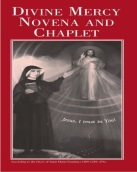 DIVINE MERCY
NOVENA AND
CHAPLET
Jesus, I trust in You!